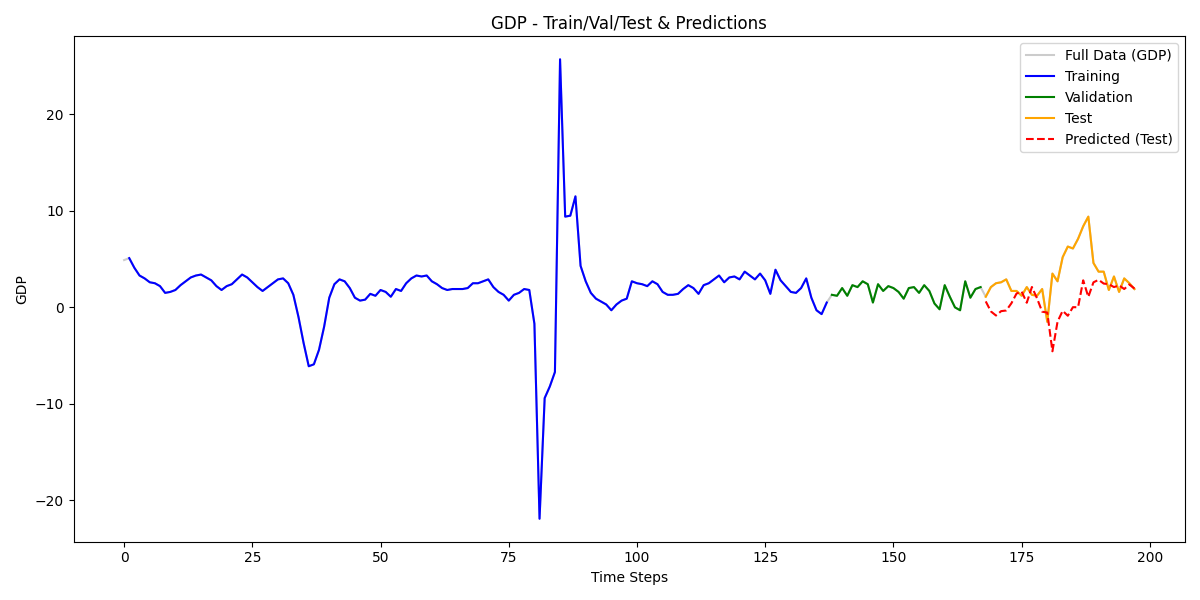 GDP - Train/Val/Test & Predictions
Full Data (GDP)
Training
Validation
Test
Predicted (Test)
GDP
20
10
0
−10
−20
0 25 50 75 100 125 150 175 200
Time Steps